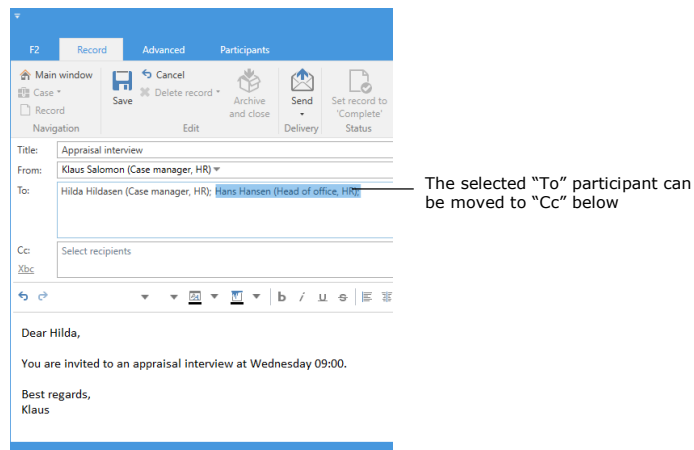 F2 Record Advanced Participants
Main window
Case
Record
Navigation
Save
Cancel
Delete record
Archive
and close
Edit
Send
Delivery
Set record to
'Complete'
Status
Title: Appraisal interview
From: Klaus Salomon (Case manager, HR)
To: Hilda Hildasen (Case manager, HR); Hans Hansen (Head of office, HR);
Cc: Select recipients
Xbc
b i u s
Dear Hilda,
You are invited to an appraisal interview at Wednesday 09:00.
Best regards,
Klaus
The selected “To” participant can
be moved to “Cc” below